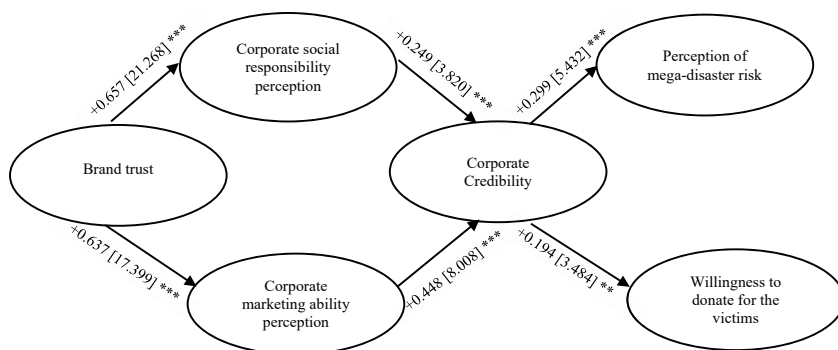 Corporate social
responsibility
perception
+0.657 [21.268] ***
+0.249 [3.820] ***
+0.299 [5.432] ***
Perception of
mega-disaster risk
Brand trust
Corporate
Credibility
+0.637 [17.399] ***
Corporate
marketing ability
perception
+0.448 [8.008] ***
+0.194 [3.484] **
Willingness to
donate for the
victims